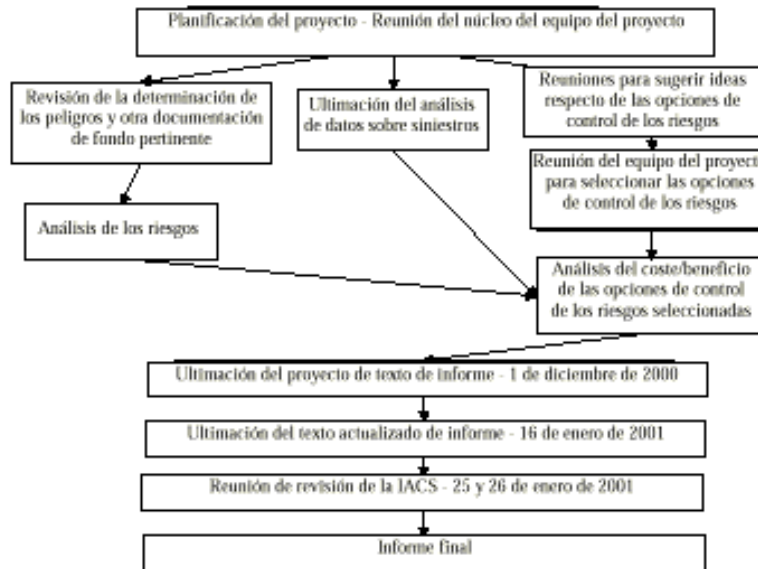 Planificación del proyecto - Reunión del núcleo del equipo del proyecto
Revisión de la determinación de
los peligros y otra documentación
de fondo pertinente
Ultimación del análisis
de datos sobre siniestros
Reuniones para sugerir ideas
respecto de las opciones de
control de los riesgos
Reunión del equipo del proyect
para seleccionar las opciones
de control de los riesgos
Análisis de los riesgos
Análisis del coste/beneficio
de las opciones de control
de los riesgos seleccionadas
Ultimación del proyecto de texto de informe - 1 de diciembre de 2000
Ultimación del texto actualizado de informe - 16 de enero de 2001
Reunión de revisión de la IACS - 25 y 26 de enero de 2001
Informe final